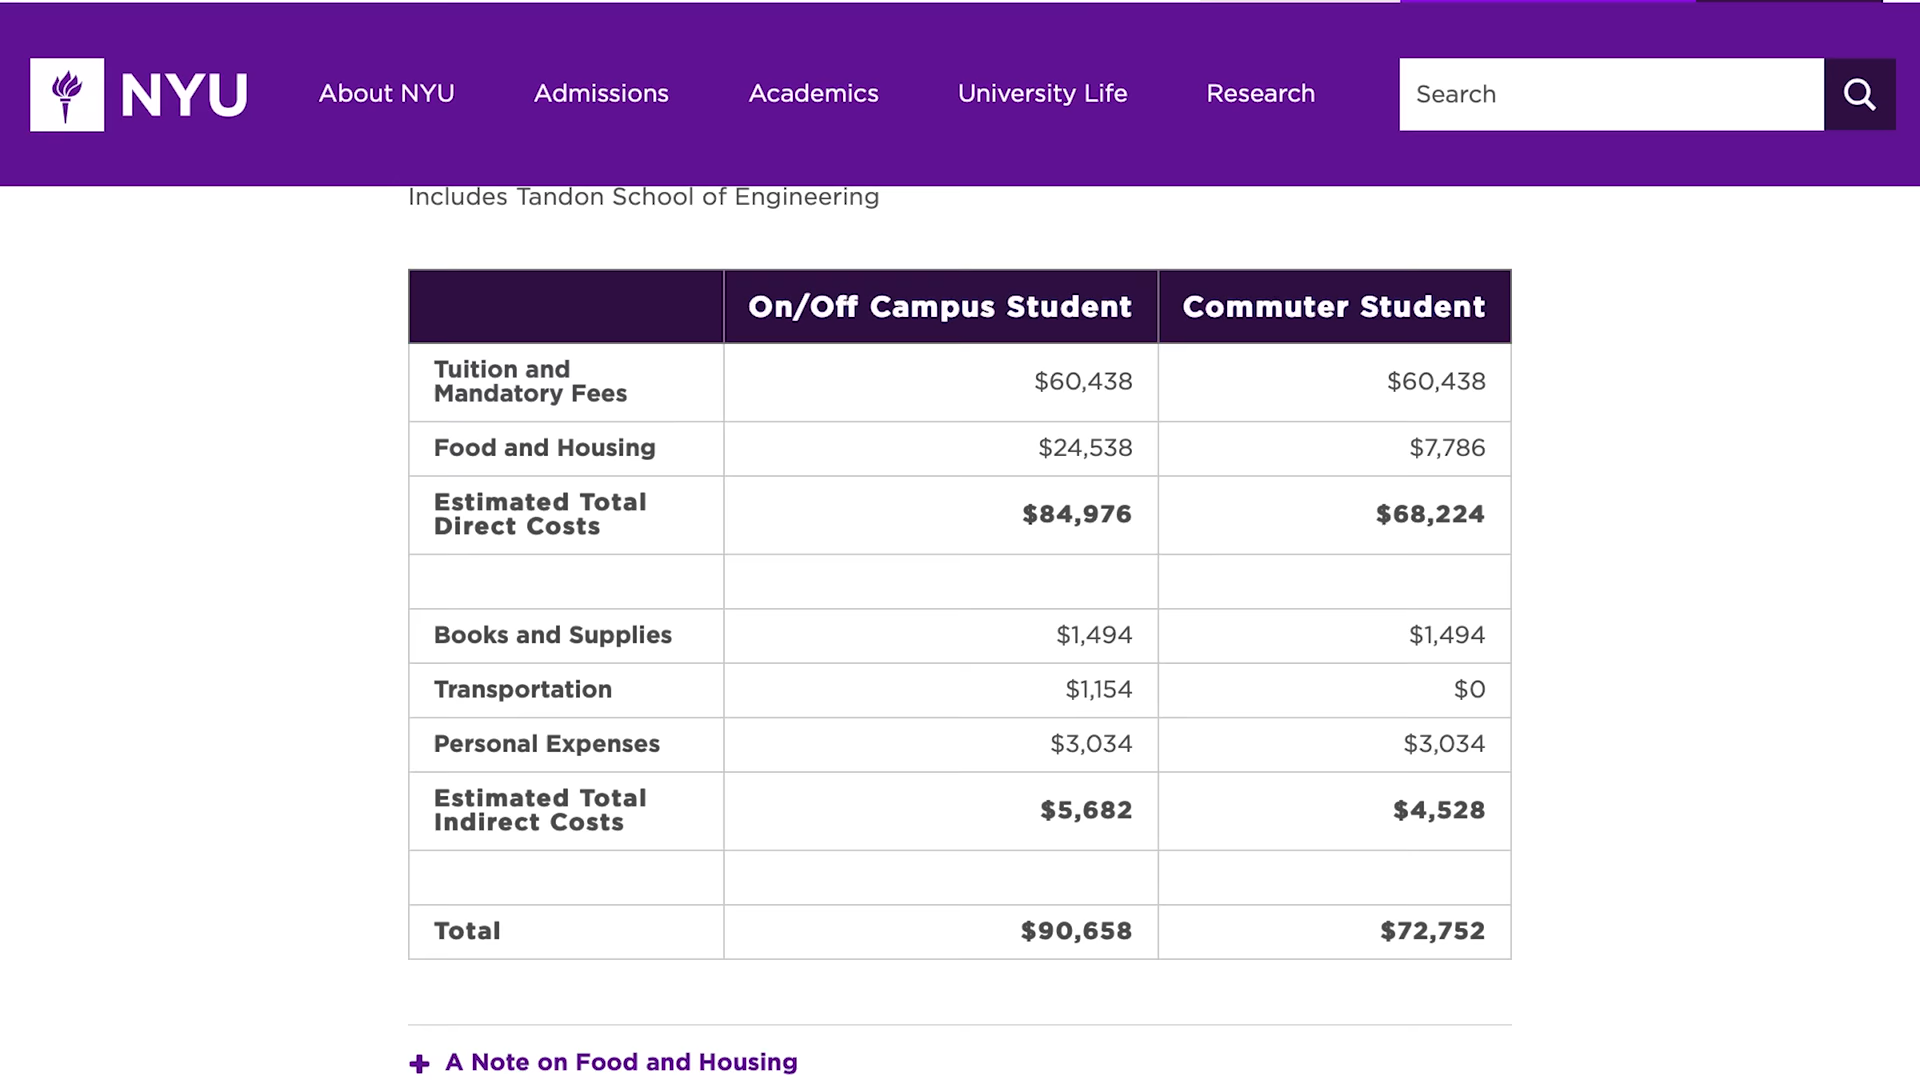 NYU About NYU Admissions Academics University Life Research Search
Includes Tandon School of Engineering
On/Off Campus Student Commuter Student
Tuition and
Mandatory Fees $60,438 $60,438
Food and Housing $24,538 $7,786
Estimated Total
Direct Costs $84,976 $68,224
Books and Supplies $1,494 $1,494
Transportation $1,154 $0
Personal Expenses $3,034 $3,034
Estimated Total
Indirect Costs $5,682 $4,528
Total $90,658 $72,752
+ A Note on Food and Housing